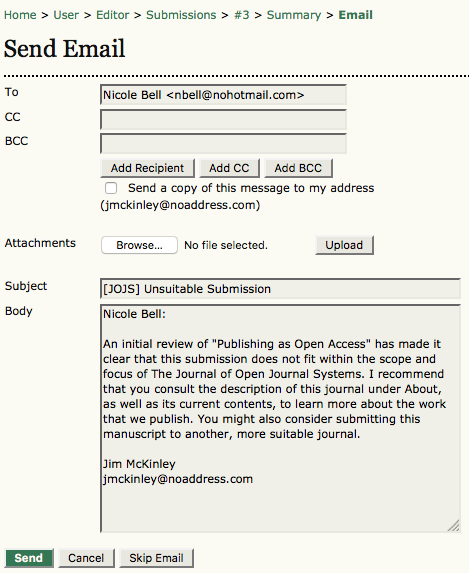 Home > User > Editor > Submissions > #3 > Summary > Email
Send Email
To
Nicole Bell <nbell@nohotmail.com>
CC
BCC
Add Recipient Add CC Add BCC
Send a copy of this message to my address
(jmckinley@noaddress.com)
Attachments Browse... No file selected. Upload
Subject [JOJS] Unsuitable Submission
Body
Nicole Bell:
An initial review of "Publishing as Open Access" has made it
clear that this submission does not fit within the scope and
focus of The Journal of Open Journal Systems. I recommend
that you consult the description of this journal under About,
as well as its current contents, to learn more about the work
that we publish. You might also consider submitting this
manuscript to another, more suitable journal.
Jim McKinley
jmckinley@noaddress.com
Send Cancel Skip Email